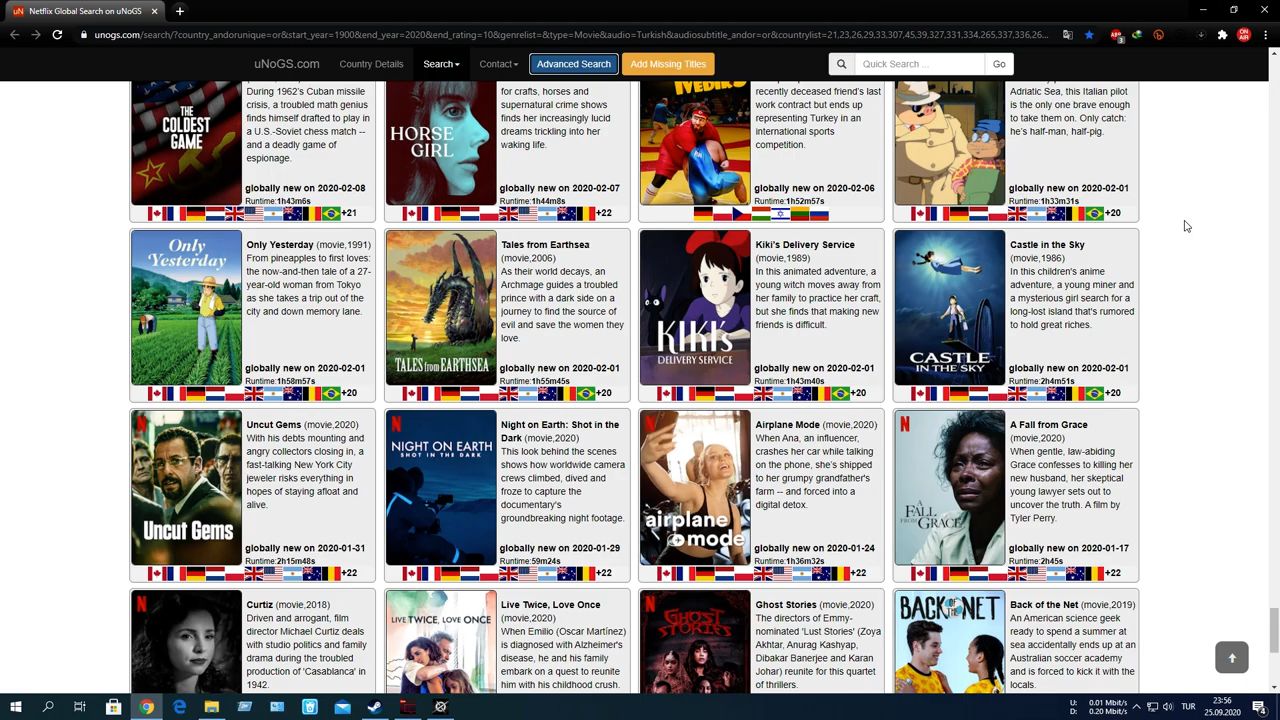 Netflix Global Search on uNoGS
unogs.com/search/?country_andorunique=or&start_year=1900&end_year=2020&end_rating=10&genrelist=&type=Movie&audio=Turkish&audiosubtitle_andor=or&countrylist=21,23,26,29,33,307,45,39,327,331,334,265,337,336,26...
uNoGS.com
Country Details
Search
Contact
Advanced Search
Add Missing Titles
Quick Search ...
Go
THE
COLDEST
GAME
During 1962's Cuban missile
crisis, a troubled math genius
finds himself drafted to play in
a U.S.-Soviet chess match --
and a deadly game of
espionage.
globally new on 2020-02-08
Runtime:1h43m6s
+21
HORSE
GIRL
for crafts, horses and
supernatural crime shows
finds her increasingly lucid
dreams trickling into her
waking life.
globally new on 2020-02-07
Runtime:1h44m8s
+22
recently deceased friend's last
work contract but ends up
representing Turkey in an
international sports
competition.
globally new on 2020-02-06
Runtime:1h52m57s
Adriatic Sea, this Italian pilot
is the only one brave enough
to take them on. Only catch:
he's half-man, half-pig.
globally new on 2020-02-01
Runtime:1h33m31s
+20
Only
Yesterday
Only Yesterday (movie,1991)
From pineapples to first loves:
the now-and-then tale of a 27-
year-old woman from Tokyo
as she takes a trip out of the
city and down memory lane.
globally new on 2020-02-01
Runtime:1h58m57s
+20
TALES from EARTHSEA
Tales from Earthsea
(movie,2006)
As their world decays, an
Archmage guides a troubled
prince with a dark side on a
journey to find the source of
evil and save the women they
love.
globally new on 2020-02-01
Runtime:1h55m45s
+20
KIKI's
DELIVERY SERVICE
Kiki's Delivery Service
(movie,1989)
In this animated adventure, a
young witch moves away from
her family to practice her craft,
but she finds that making new
friends is difficult.
globally new on 2020-02-01
Runtime:1h43m40s
+20
CASTLE
IN THE SKY
Castle in the Sky
(movie,1986)
In this children's anime
adventure, a young miner and
a mysterious girl search for a
long-lost island that's rumored
to hold great riches.
globally new on 2020-02-01
Runtime:2h4m51s
+20
Uncut Gems
Uncut Gems (movie,2020)
With his debts mounting and
angry collectors closing in, a
fast-talking New York City
jeweler risks everything in
hopes of staying afloat and
alive.
globally new on 2020-01-31
Runtime:2h15m48s
+22
NIGHT ON EARTH
SHOT IN THE DARK
Night on Earth: Shot in the
Dark (movie,2020)
This look behind the scenes
shows how worldwide camera
crews climbed, dived and
froze to capture the
documentary's
groundbreaking night footage.
globally new on 2020-01-29
Runtime:59m24s
+22
airplane
mode
Airplane Mode (movie,2020)
When Ana, an influencer,
crashes her car while talking
on the phone, she's shipped
to her grumpy grandfather's
farm -- and forced into a
digital detox.
globally new on 2020-01-24
Runtime:1h36m32s
+22
A FALL
FROM GRACE
A Fall from Grace
(movie,2020)
When gentle, law-abiding
Grace confesses to killing her
new husband, her skeptical
young lawyer sets out to
uncover the truth. A film by
Tyler Perry.
globally new on 2020-01-17
Runtime:2h45s
+22
Curtiz (movie,2018)
Driven and arrogant, film
director Michael Curtiz deals
with studio politics and family
drama during the troubled
production of 'Casablanca' in
1942.
LIVE TWICE, LOVE ONCE
Live Twice, Love Once
(movie,2020)
When Emilio (Oscar Martínez)
is diagnosed with Alzheimer's
disease, he and his family
embark on a quest to reunite
him with his childhood crush.
GHOST
STORIES
Ghost Stories (movie,2020)
The directors of Emmy-
nominated 'Lust Stories' (Zoya
Akhtar, Anurag Kashyap,
Dibakar Banerjee and Karan
Johar) reunite for this quartet
of thrillers.
BACK OF THE NET
Back of the Net (movie,2019)
An American science geek
ready to spend a summer at
sea accidentally ends up at an
Australian soccer academy
and is forced to kick it with the
locals.
U: 0.01 Mbit/s
D: 0.20 Mbit/s
TUR
23:56
25.09.2020
4